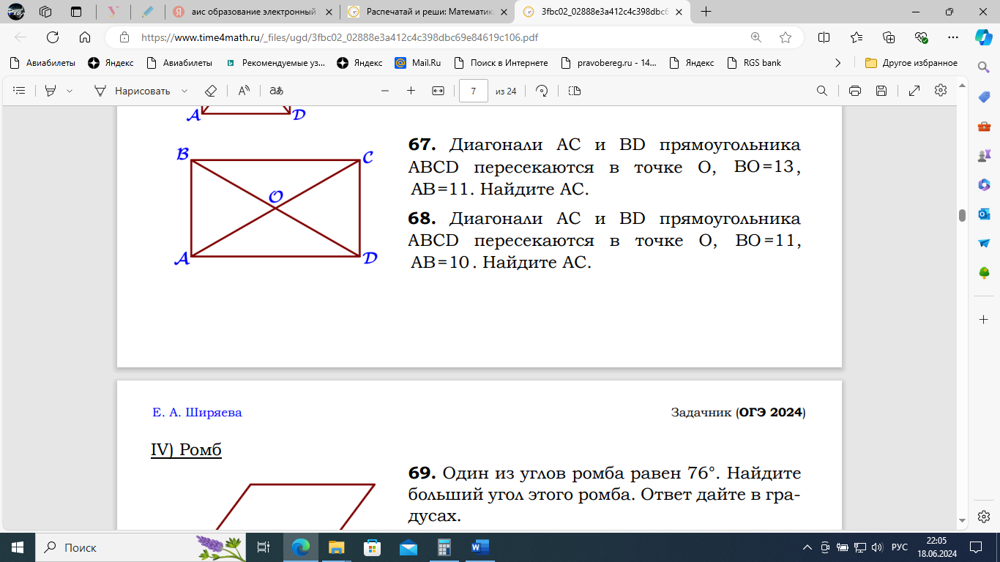 аис образование электронный
Распечатай и реши: Математик
3fbc02_02888e3a412c4c398dbc6
https://www.time4math.ru/_files/ugd/3fbc02_02888e3a412c4c398dbc69e84619c106.pdf
Авиабилеты Яндекс Авиабилеты Рекомендуемые уз... Яндекс Mail.Ru Поиск в Интернете pravobereg.ru - 14... Яндекс RGS bank Другое избранное
Нарисовать 7 из 24
A D
B C
O
A D
67. Диагонали AC и BD прямоугольника
ABCD пересекаются в точке O, BO=13,
AB=11. Найдите AC.
68. Диагонали AC и BD прямоугольника
ABCD пересекаются в точке O, BO=11,
AB=10. Найдите AC.
Е. А. Ширяева Задачник (ОГЭ 2024)
IV) Ромб
69. Один из углов ромба равен 76°. Найдите
больший угол этого ромба. Ответ дайте в гра-
дусах.
Поиск
РУС
22:05
18.06.2024